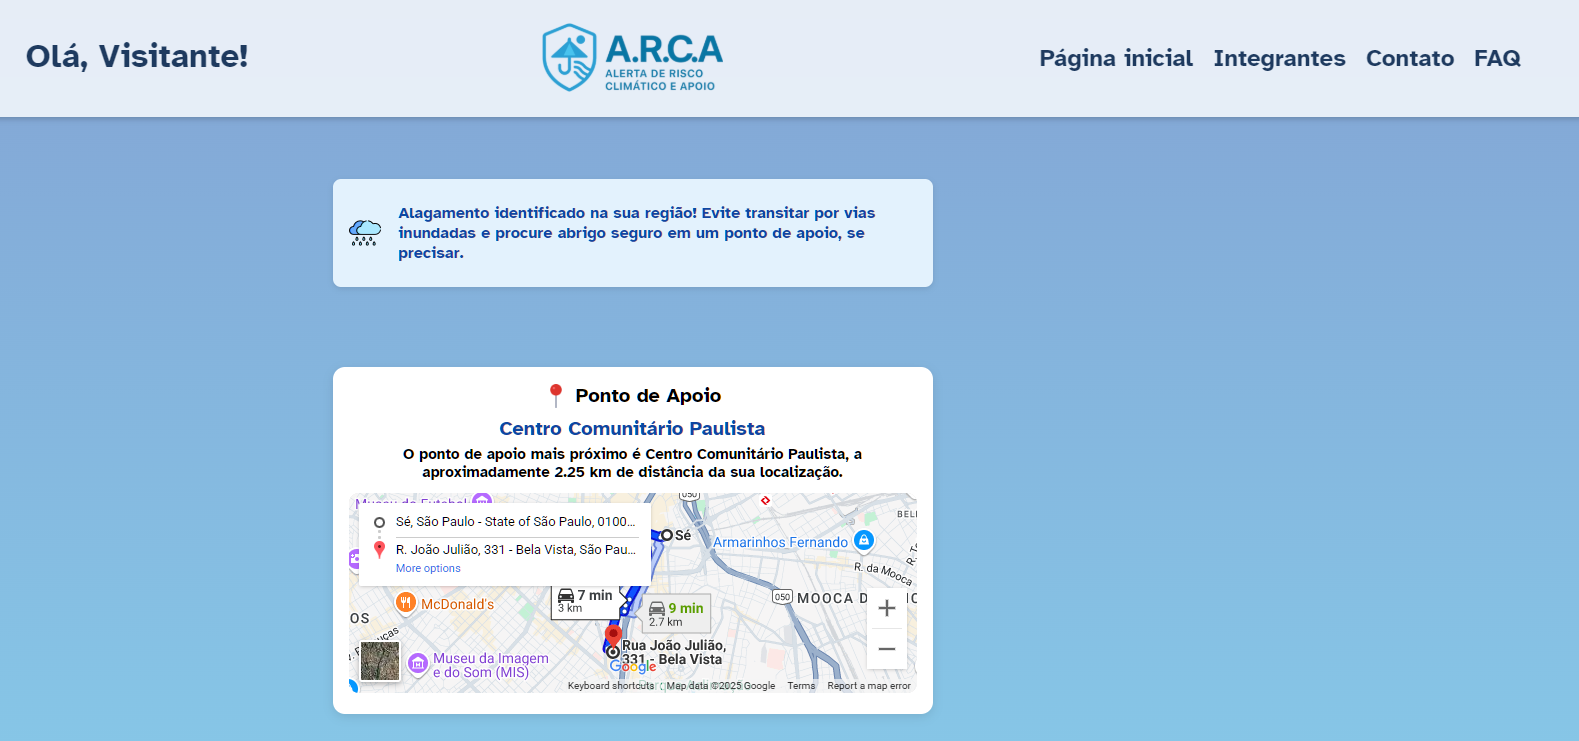 Olá, Visitante!
A.R.C.A
ALERTA DE RISCO
CLIMÁTICO E APOIO
Página inicial
Integrantes
Contato
FAQ
Alagamento identificado na sua região! Evite transitar por vias
inundadas e procure abrigo seguro em um ponto de apoio, se
precisar.
Ponto de Apoio
Centro Comunitário Paulista
O ponto de apoio mais próximo é Centro Comunitário Paulista, a
aproximadamente 2.25 km de distância da sua localização.
Sé, São Paulo - State of São Paulo, 0100...
R. João Julião, 331 - Bela Vista, São Pau...
More options
050
Sé
BEL
Armarinhos Fernando
R. da Mooca
050
MOOCA D
7 min
3 km
9 min
2.7 km
McDonald's
OS
Museu da Imagem
e do Som (MIS)
Rua João Julião,
331 - Bela Vista
Google
Keyboard shortcuts
Map data ©2025 Google
Terms
Report a map error